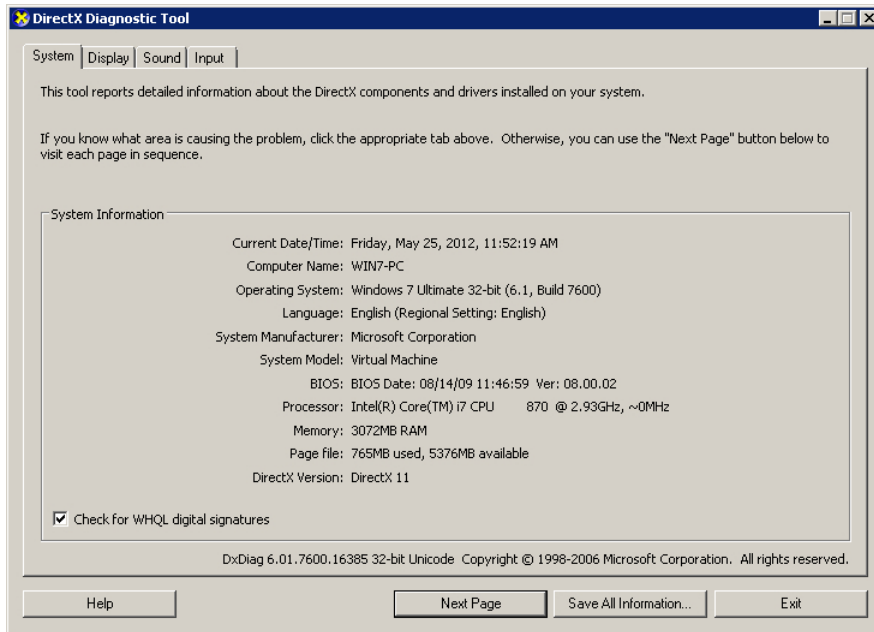 DirectX Diagnostic Tool
System Display Sound Input
This tool reports detailed information about the DirectX components and drivers installed on your system.
If you know what area is causing the problem, click the appropriate tab above.  Otherwise, you can use the "Next Page" button below to
visit each page in sequence.
System Information
Current Date/Time: Friday, May 25, 2012, 11:52:19 AM
Computer Name: WIN7-PC
Operating System: Windows 7 Ultimate 32-bit (6.1, Build 7600)
Language: English (Regional Setting: English)
System Manufacturer: Microsoft Corporation
System Model: Virtual Machine
BIOS: BIOS Date: 08/14/09 11:46:59 Ver: 08.00.02
Processor: Intel(R) Core(TM) i7 CPU       870 @ 2.93GHz, ~0MHz
Memory: 3072MB RAM
Page file: 765MB used, 5376MB available
DirectX Version: DirectX 11
Check for WHQL digital signatures
DxDiag 6.01.7600.16385 32-bit Unicode  Copyright © 1998-2006 Microsoft Corporation.  All rights reserved.
Help Next Page Save All Information... Exit